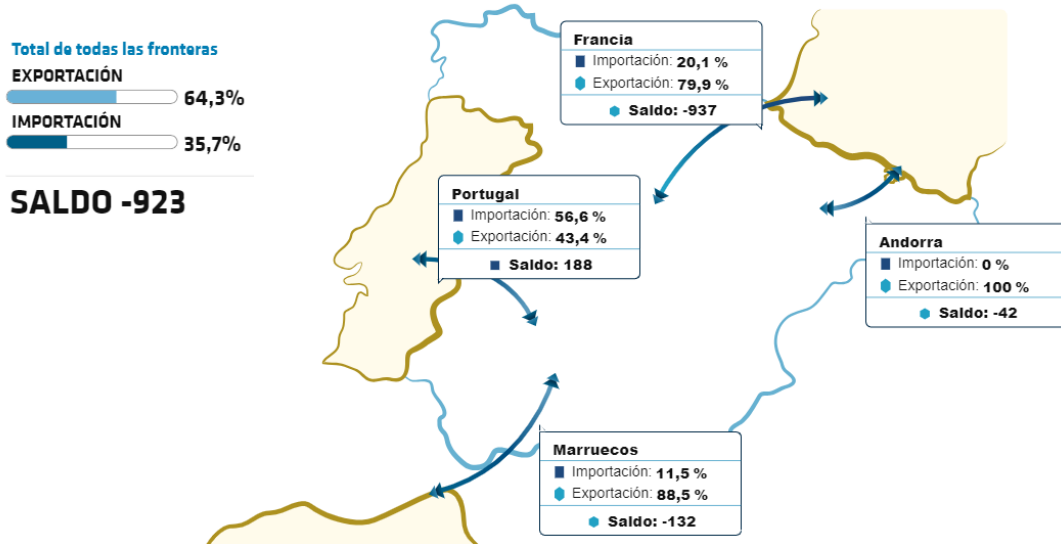 Total de todas las fronteras
EXPORTACIÓN
64,3%
IMPORTACIÓN
35,7%
SALDO -923
Francia
Importación: 20,1 %
Exportación: 79,9 %
Saldo: -937
Portugal
Importación: 56,6 %
Exportación: 43,4 %
Saldo: 188
Andorra
Importación: 0 %
Exportación: 100 %
Saldo: -42
Marruecos
Importación: 11,5 %
Exportación: 88,5 %
Saldo: -132